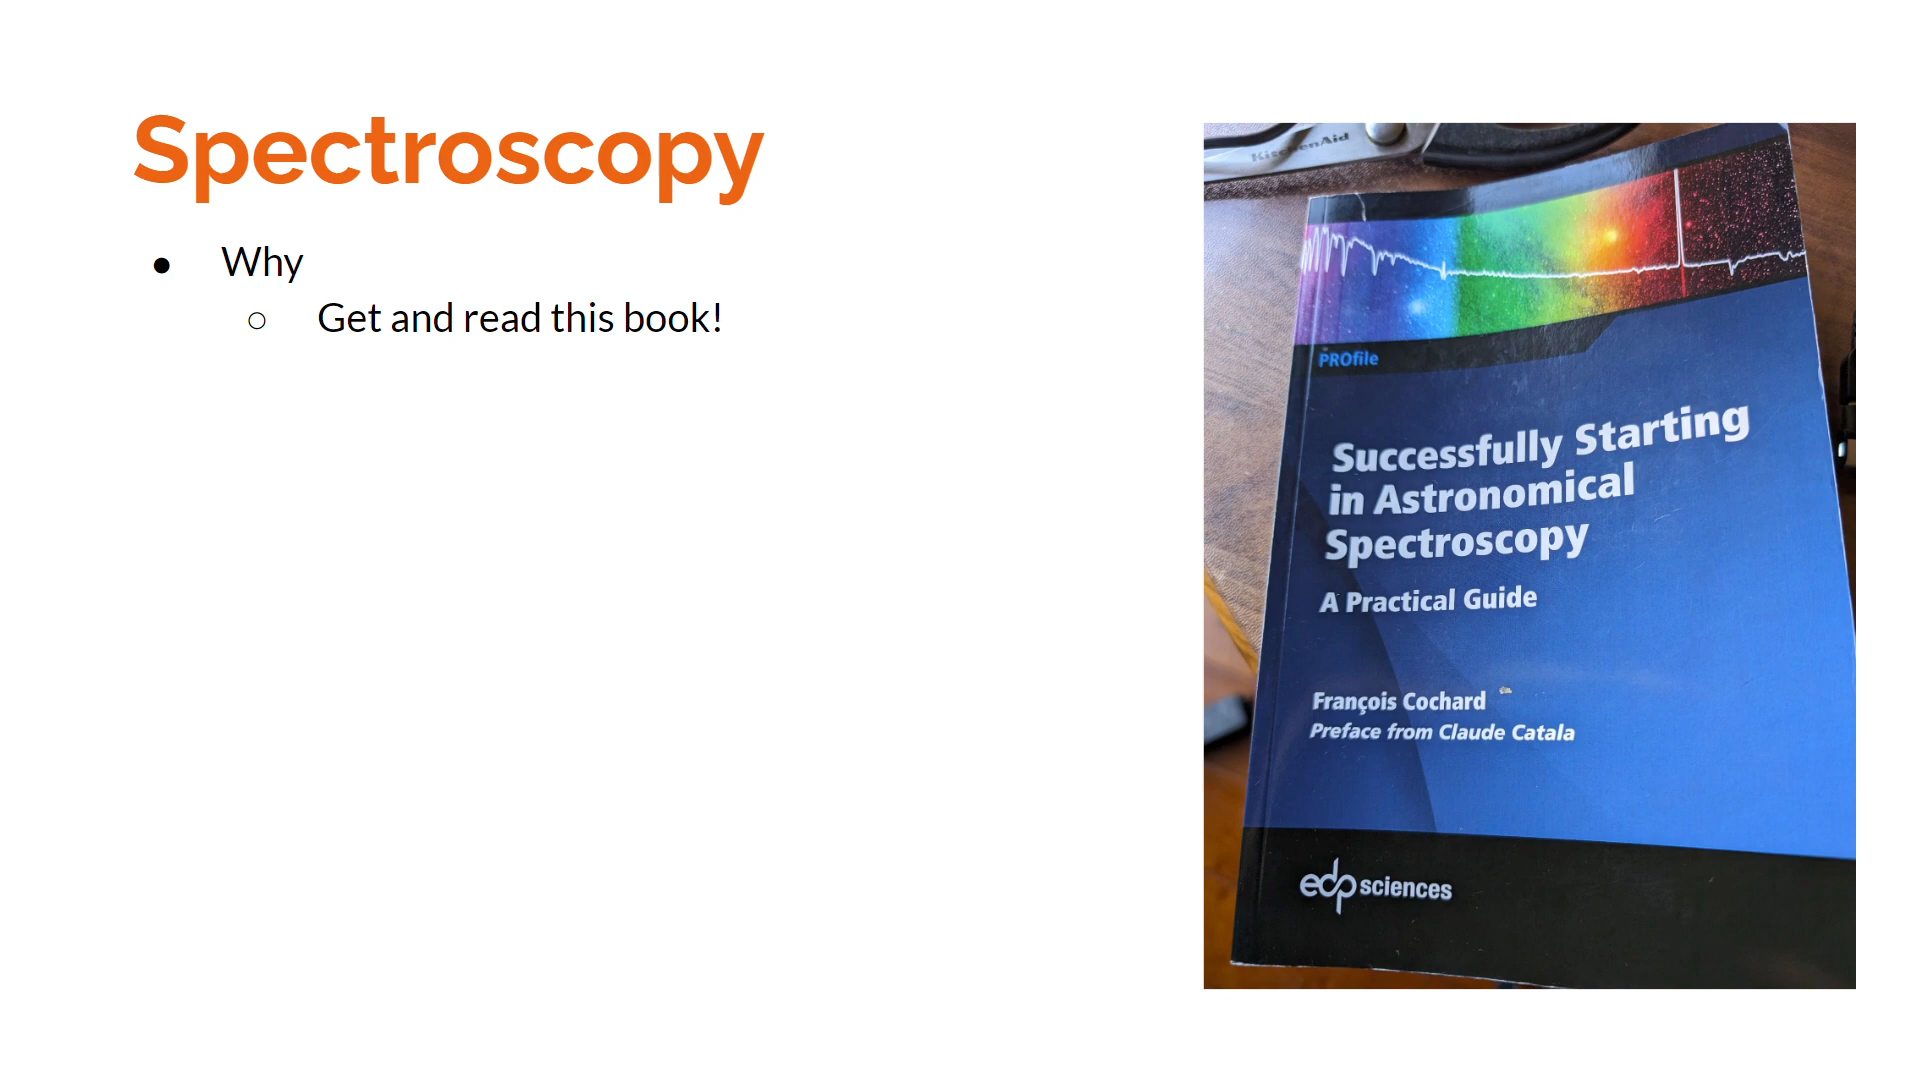 Spectroscopy
Why
Get and read this book!
KitchenAid
PROfile
Successfully Starting
in Astronomical
Spectroscopy
A Practical Guide
François Cochard
Preface from Claude Catala
edp sciences